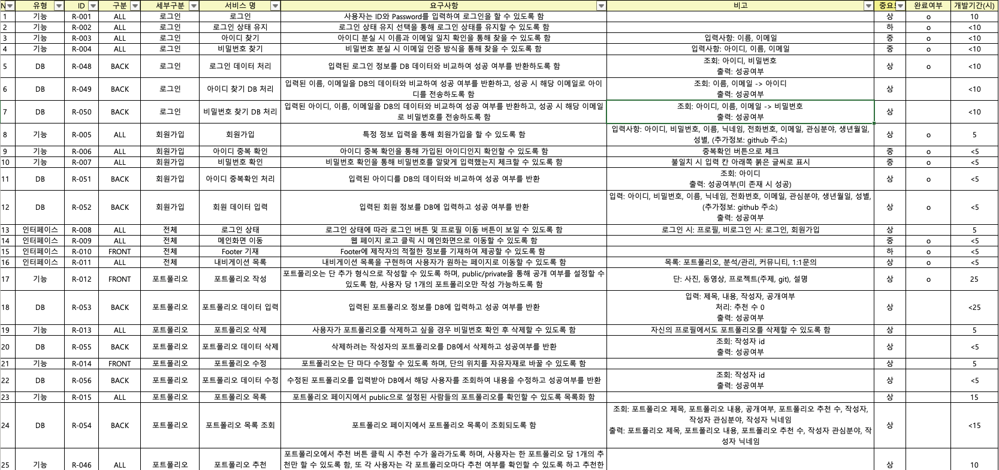 N 유형 ID 구분 세부구분 서비스 명 요구사항 비고 중요 완료여부 개발기간(시)
1 기능 R-001 ALL 로그인 로그인 사용자는 ID와 Password를 입력하여 로그인을 할 수 있도록 함 상 o 10
2 기능 R-002 ALL 로그인 로그인 상태 유지 로그인 상태 유지 선택을 통해 로그인 상태를 유지할 수 있도록 함 하 o <10
3 기능 R-003 ALL 로그인 아이디 찾기 아이디 분실 시 이름과 이메일 일치 확인을 통해 찾을 수 있도록 함 입력사항: 이름, 이메일 중 o <10
4 기능 R-004 ALL 로그인 비밀번호 찾기 비밀번호 분실 시 이메일 인증 방식을 통해 찾을 수 있도록 함 입력사항: 아이디, 이름, 이메일 중 o <10
5 DB R-048 BACK 로그인 로그인 데이터 처리 입력된 로그인 정보를 DB 데이터와 비교하여 성공 여부를 반환하도록 함 조회: 아이디, 비밀번호
출력: 성공여부 상 o <10
6 DB R-049 BACK 로그인 아이디 찾기 DB 처리 입력된 이름, 이메일을 DB의 데이터와 비교하여 성공 여부를 반환하고, 성공 시 해당 이메일로 아이
디를 전송하도록 함 조회: 이름, 이메일 -> 아이디
출력: 성공여부 상 <10
7 DB R-050 BACK 로그인 비밀번호 찾기 DB 처리 입력된 아이디, 이름, 이메일을 DB의 데이터와 비교하여 성공 여부를 반환하고, 성공 시 해당 이메일
로 비밀번호를 전송하도록 함 조회: 아이디, 이름, 이메일 -> 비밀번호
출력: 성공여부 상 <10
8 기능 R-005 ALL 회원가입 회원가입 특정 정보 입력을 통해 회원가입을 할 수 있도록 함 입력사항: 아이디, 비밀번호, 이름, 닉네임, 전화번호, 이메일, 관심분야, 생년월일,
성별, (추가정보: github 주소) 상 o 5
9 기능 R-006 ALL 회원가입 아이디 중복 확인 아이디 중복 확인을 통해 가입된 아이디인지 확인할 수 있도록 함 중복확인 버튼으로 체크 중 o <5
10 기능 R-007 ALL 회원가입 비밀번호 확인 비밀번호 확인을 통해 비밀번호를 알맞게 입력했는지 체크할 수 있도록 함 불일치 시 입력 칸 아래쪽 붉은 글씨로 표시 중 o <5
11 DB R-051 BACK 회원가입 아이디 중복확인 처리 입력된 아이디를 DB의 데이터와 비교하여 성공 여부를 반환 조회: 아이디
출력: 성공여부(미 존재 시 성공) 상 o <5
12 DB R-052 BACK 회원가입 회원 데이터 입력 입력된 회원 정보를 DB에 입력하고 성공 여부를 반환 입력: 아이디, 비밀번호, 이름, 닉네임, 전화번호, 이메일, 관심분야, 생년월일, 성별,
(추가정보: github 주소)
출력: 성공여부 상 o <5
13 인터페이스 R-008 ALL 전체 로그인 상태 로그인 상태에 따라 로그인 버튼 및 프로필 이동 버튼이 보일 수 있도록 함 로그인 시: 프로필, 비로그인 시: 로그인, 회원가입 상 5
14 인터페이스 R-009 ALL 전체 메인화면 이동 웹 페이지 로고 클릭 시 메인화면으로 이동할 수 있도록 함 중 o <5
15 인터페이스 R-010 FRONT 전체 Footer 기재 Footer에 제작자의 적절한 정보를 기재하여 제공할 수 있도록 함 하 o <5
16 인터페이스 R-011 ALL 전체 내비게이션 목록 내비게이션 목록을 구현하여 사용자가 원하는 페이지로 이동할 수 있도록 함 목록: 포트폴리오, 분석/관리, 커뮤니티, 1:1문의 상 o <5
17 기능 R-012 FRONT 포트폴리오 포트폴리오 작성 포트폴리오는 단 추가 형식으로 작성할 수 있도록 하며, public/private을 통해 공개 여부를 설정할 수
있도록 함, 사용자 당 1개의 포트폴리오만 작성 가능하도록 함 단: 사진, 동영상, 프로젝트(주제, git), 설명 상 o 25
18 DB R-053 BACK 포트폴리오 포트폴리오 데이터 입력 입력된 포트폴리오 정보를 DB에 입력하고 성공 여부를 반환 입력: 제목, 내용, 작성자, 공개여부
처리: 추천 수 0
출력: 성공여부 상 <25
19 기능 R-013 ALL 포트폴리오 포트폴리오 삭제 사용자가 포트폴리오를 삭제하고 싶을 경우 비밀번호 확인 후 삭제할 수 있도록 함 자신의 프로필에서도 포트폴리오를 삭제할 수 있도록 함 상 5
20 DB R-055 BACK 포트폴리오 포트폴리오 데이터 삭제 삭제하려는 작성자의 포트폴리오를 DB에서 삭제하고 성공여부를 반환 조회: 작성자 id
출력: 성공여부 상 <5
21 기능 R-014 FRONT 포트폴리오 포트폴리오 수정 포트폴리오는 단 마다 수정할 수 있도록 하며, 단의 위치를 자유자재로 바꿀 수 있도록 함 상 5
22 DB R-056 BACK 포트폴리오 포트폴리오 데이터 수정 수정된 포트폴리오를 입력받아 DB에서 해당 사용자를 조회하여 내용을 수정하고 성공여부를 반환 조회: 작성자 id
출력: 성공여부 상 <5
23 기능 R-015 ALL 포트폴리오 포트폴리오 목록 포트폴리오 페이지에서 public으로 설정된 사람들의 포트폴리오를 확인할 수 있도록 목록화 함 상 15
24 DB R-054 BACK 포트폴리오 포트폴리오 목록 조회 포트폴리오 페이지에서 포트폴리오 목록이 조회되도록 함 조회: 포트폴리오 제목, 포트폴리오 내용, 공개여부, 포트폴리오 추천 수, 작성자,
작성자 관심분야, 작성자 닉네임
출력: 포트폴리오 제목, 포트폴리오 내용, 포트폴리오 추천 수, 작성자 관심분야, 작
성자 닉네임 상 <15
25 기능 R-046 ALL 포트폴리오 포트폴리오 추천 포트폴리오에서 추천 버튼 클릭 시 추천 수가 올라가도록 하며, 사용자는 한 포트폴리오 당 1개의 추
천만 할 수 있도록 함, 또 각 사용자는 각 포트폴리오마다 추천 여부를 확인할 수 있도록 하고 추천한 상 10